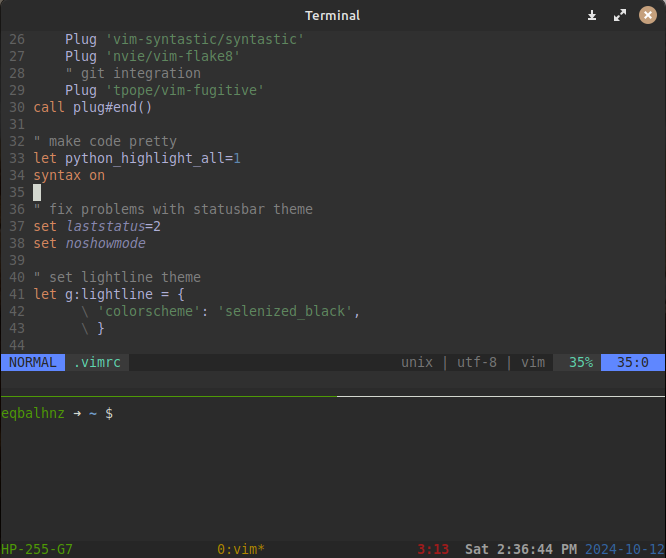 Terminal
26     Plug 'vim-syntastic/syntastic'
27     Plug 'nvie/vim-flake8'
28     " git integration
29     Plug 'tpope/vim-fugitive'
30 call plug#end()
31
32 " make code pretty
33 let python_highlight_all=1
34 syntax on
35
36 " fix problems with statusbar theme
37 set laststatus=2
38 set noshowmode
39
40 " set lightline theme
41 let g:lightline = {
42       \ 'colorscheme': 'selenized_black',
43       \ }
44
NORMAL .vimrc unix | utf-8 | vim 35% 35:0
eqbalhnz ➜ ~ $
HP-255-G7 0:vim* 3:13 Sat 2:36:44 PM 2024-10-12